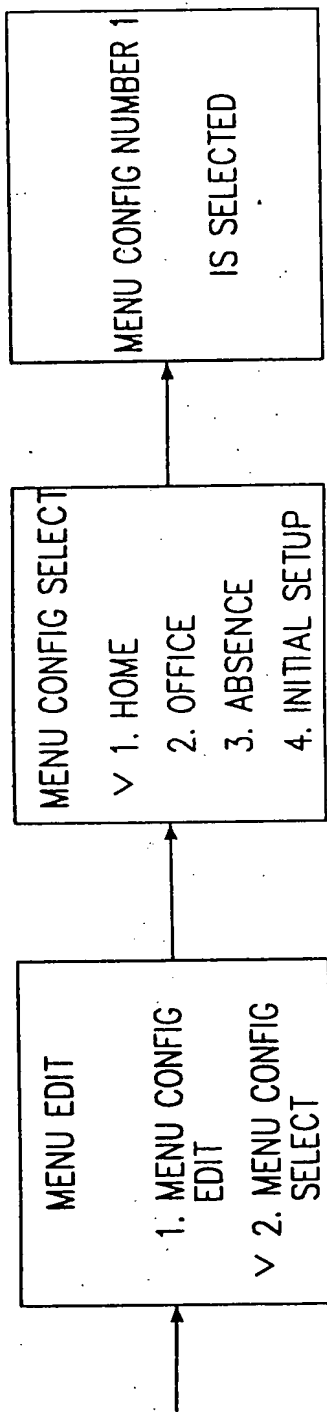 MENU EDIT
1. MENU CONFIG
EDIT
∨ 2. MENU CONFIG
SELECT
MENU CONFIG SELECT
∨ 1. HOME
2. OFFICE
3. ABSENCE
4. INITIAL SETUP
MENU CONFIG NUMBER 1
IS SELECTED